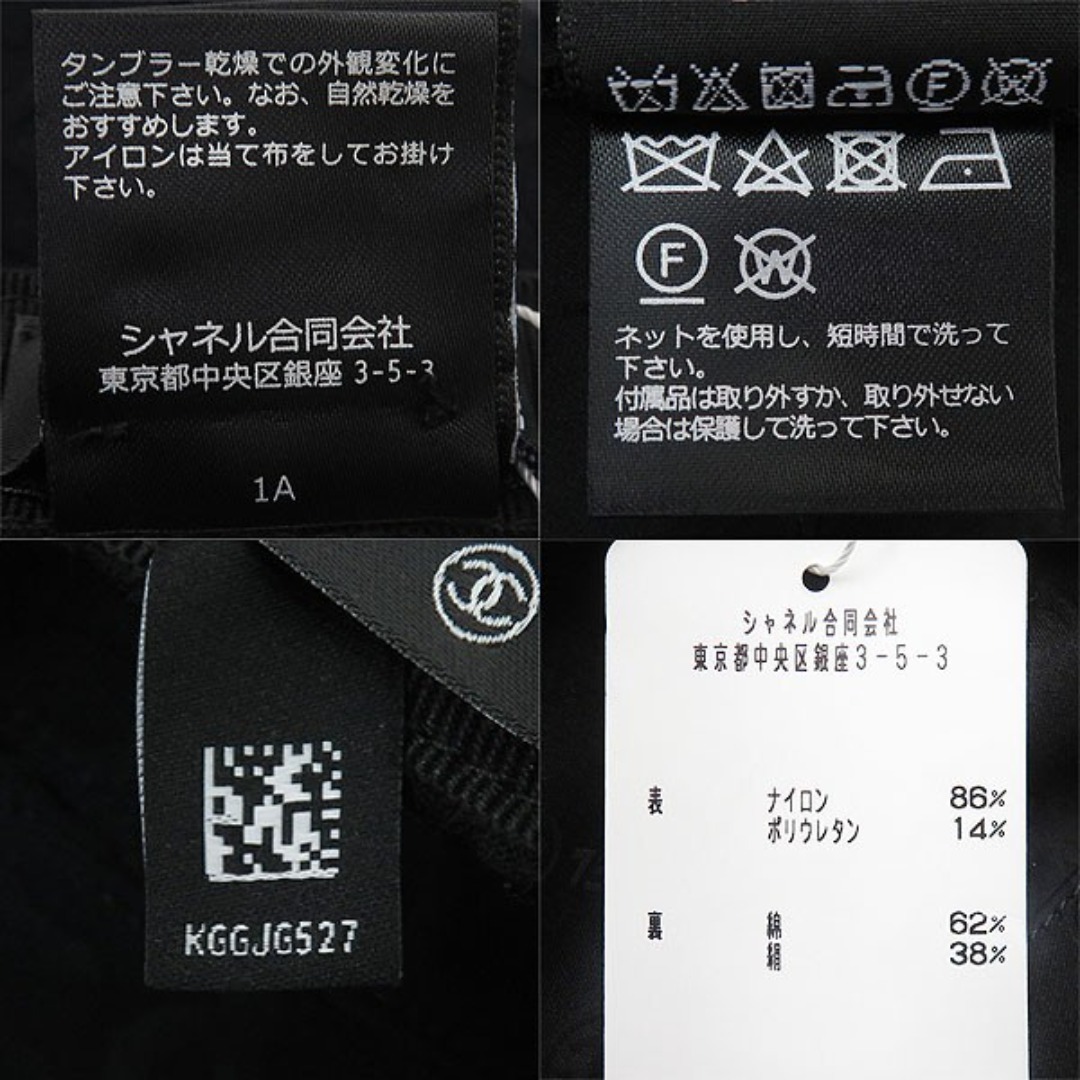 タンブラー乾燥での外観変化に
ご注意下さい。なお、自然乾燥を
おすすめします。
アイロンは当て布をしてお掛け
下さい。
シャネル合同会社
東京都中央区銀座 3-5-3
1A
F
W
F
W
ネットを使用し、短時間で洗って
下さい。
付属品は取り外すか、取り外せない
場合は保護して洗って下さい。
KGGJG527
シャネル合同会社
東京都中央区銀座3-5-3
表 ナイロン 86%
ポリウレタン 14%
裏 綿 62%
絹 38%